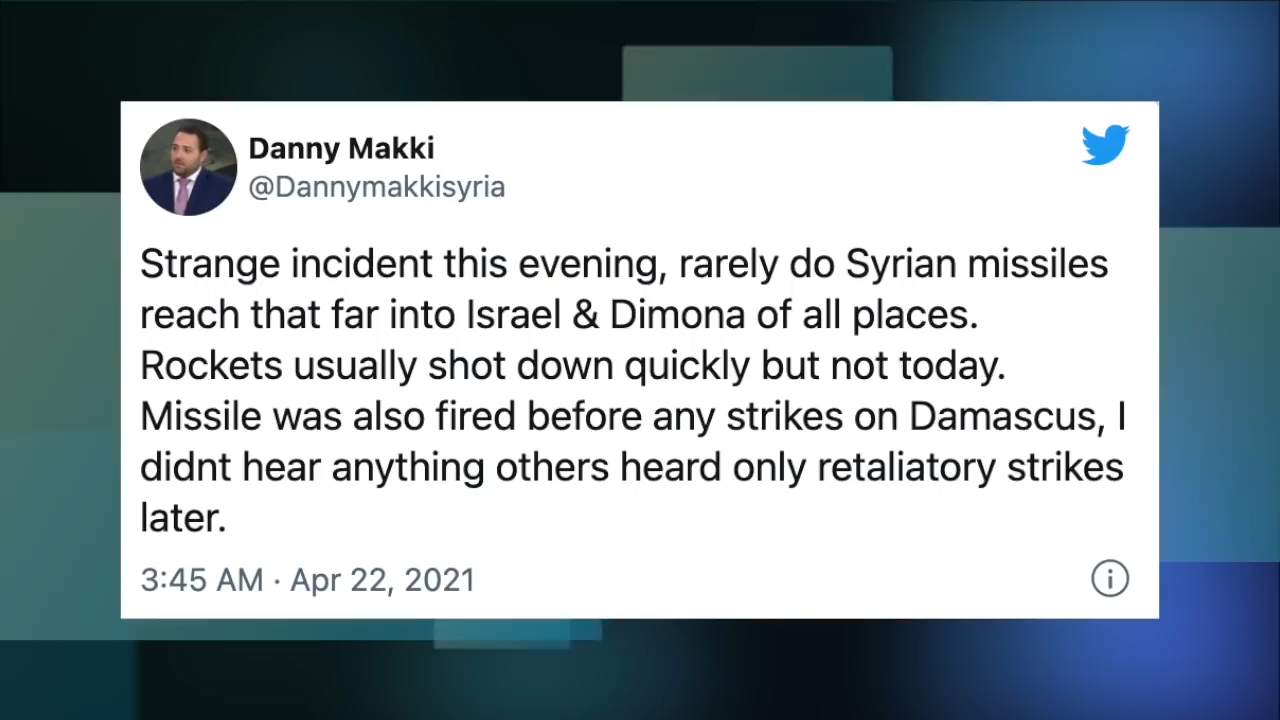 Danny Makki
@Dannymakkisyria
Strange incident this evening, rarely do Syrian missiles
reach that far into Israel & Dimona of all places.
Rockets usually shot down quickly but not today.
Missile was also fired before any strikes on Damascus, I
didnt hear anything others heard only retaliatory strikes
later.
3:45 AM · Apr 22, 2021